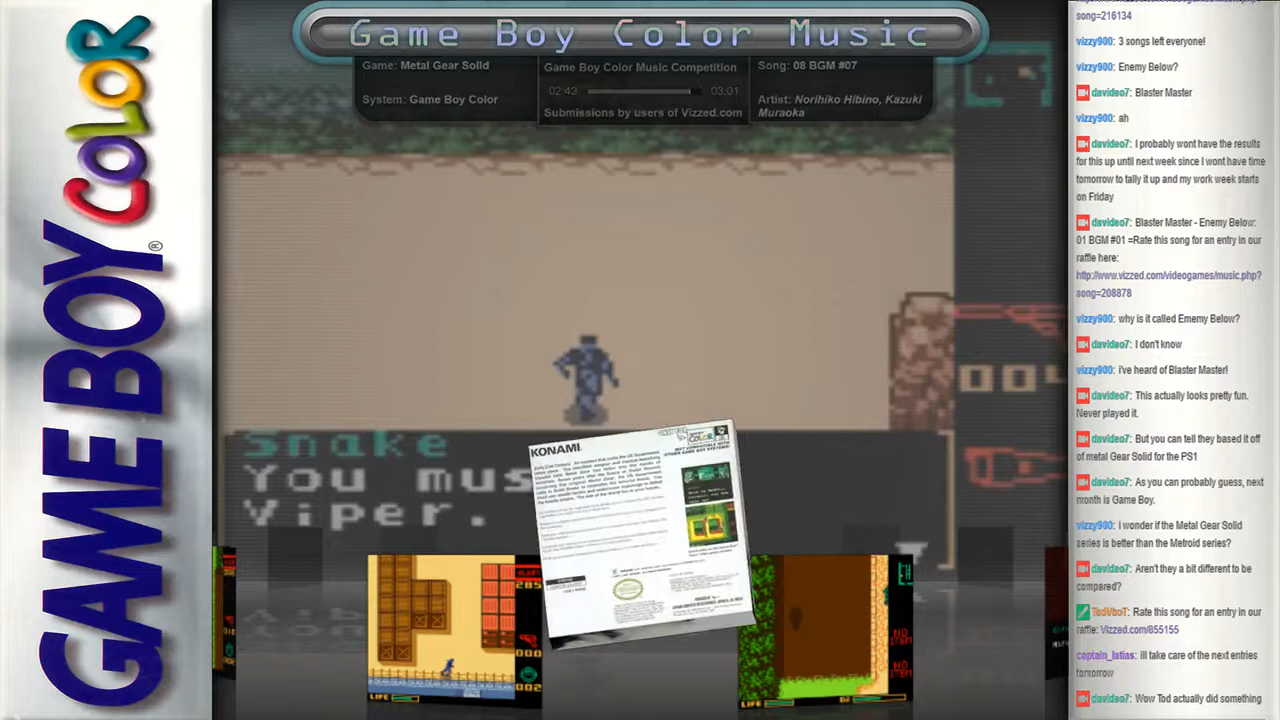 GAME BOY COLOR
®
Game Boy Color Music
Game: Metal Gear Solid
System: Game Boy Color
Game Boy Color Music Competition
02:43
03:01
Submissions by users of Vizzed.com
Song: 08 BGM #07
Artist: Norihiko Hibino, Kazuki
Muraoka
Snake
You mus
Viper.
KONAMI
LIFE
NO
ITEM
NO
ITEM
LIFE
song=216134
vizzy900: 3 songs left everyone!
vizzy900: Enemy Below?
davideo7: Blaster Master
vizzy900: ah
davideo7: I probably wont have the results
for this up until next week since I wont have time
tomorrow to tally it up and my work week starts
on Friday
davideo7: Blaster Master - Enemy Below:
01 BGM #01 =Rate this song for an entry in our
raffle here:
http://www.vizzed.com/videogames/music.php?
song=208878
vizzy900: why is it called Ememy Below?
davideo7: I don't know
vizzy900: i've heard of Blaster Master!
davideo7: This actually looks pretty fun.
Never played it.
davideo7: But you can tell they based it off
of metal Gear Solid for the PS1
davideo7: As you can probably guess, next
month is Game Boy.
vizzy900: i wonder if the Metal Gear Solid
series is better than the Metroid series?
davideo7: Aren't they a bit different to be
compared?
TodVboT: Rate this song for an entry in our
raffle: Vizzed.com/855155
captain_latias: ill take care of the next entries
tomorrow
davideo7: Wow Tod actually did something